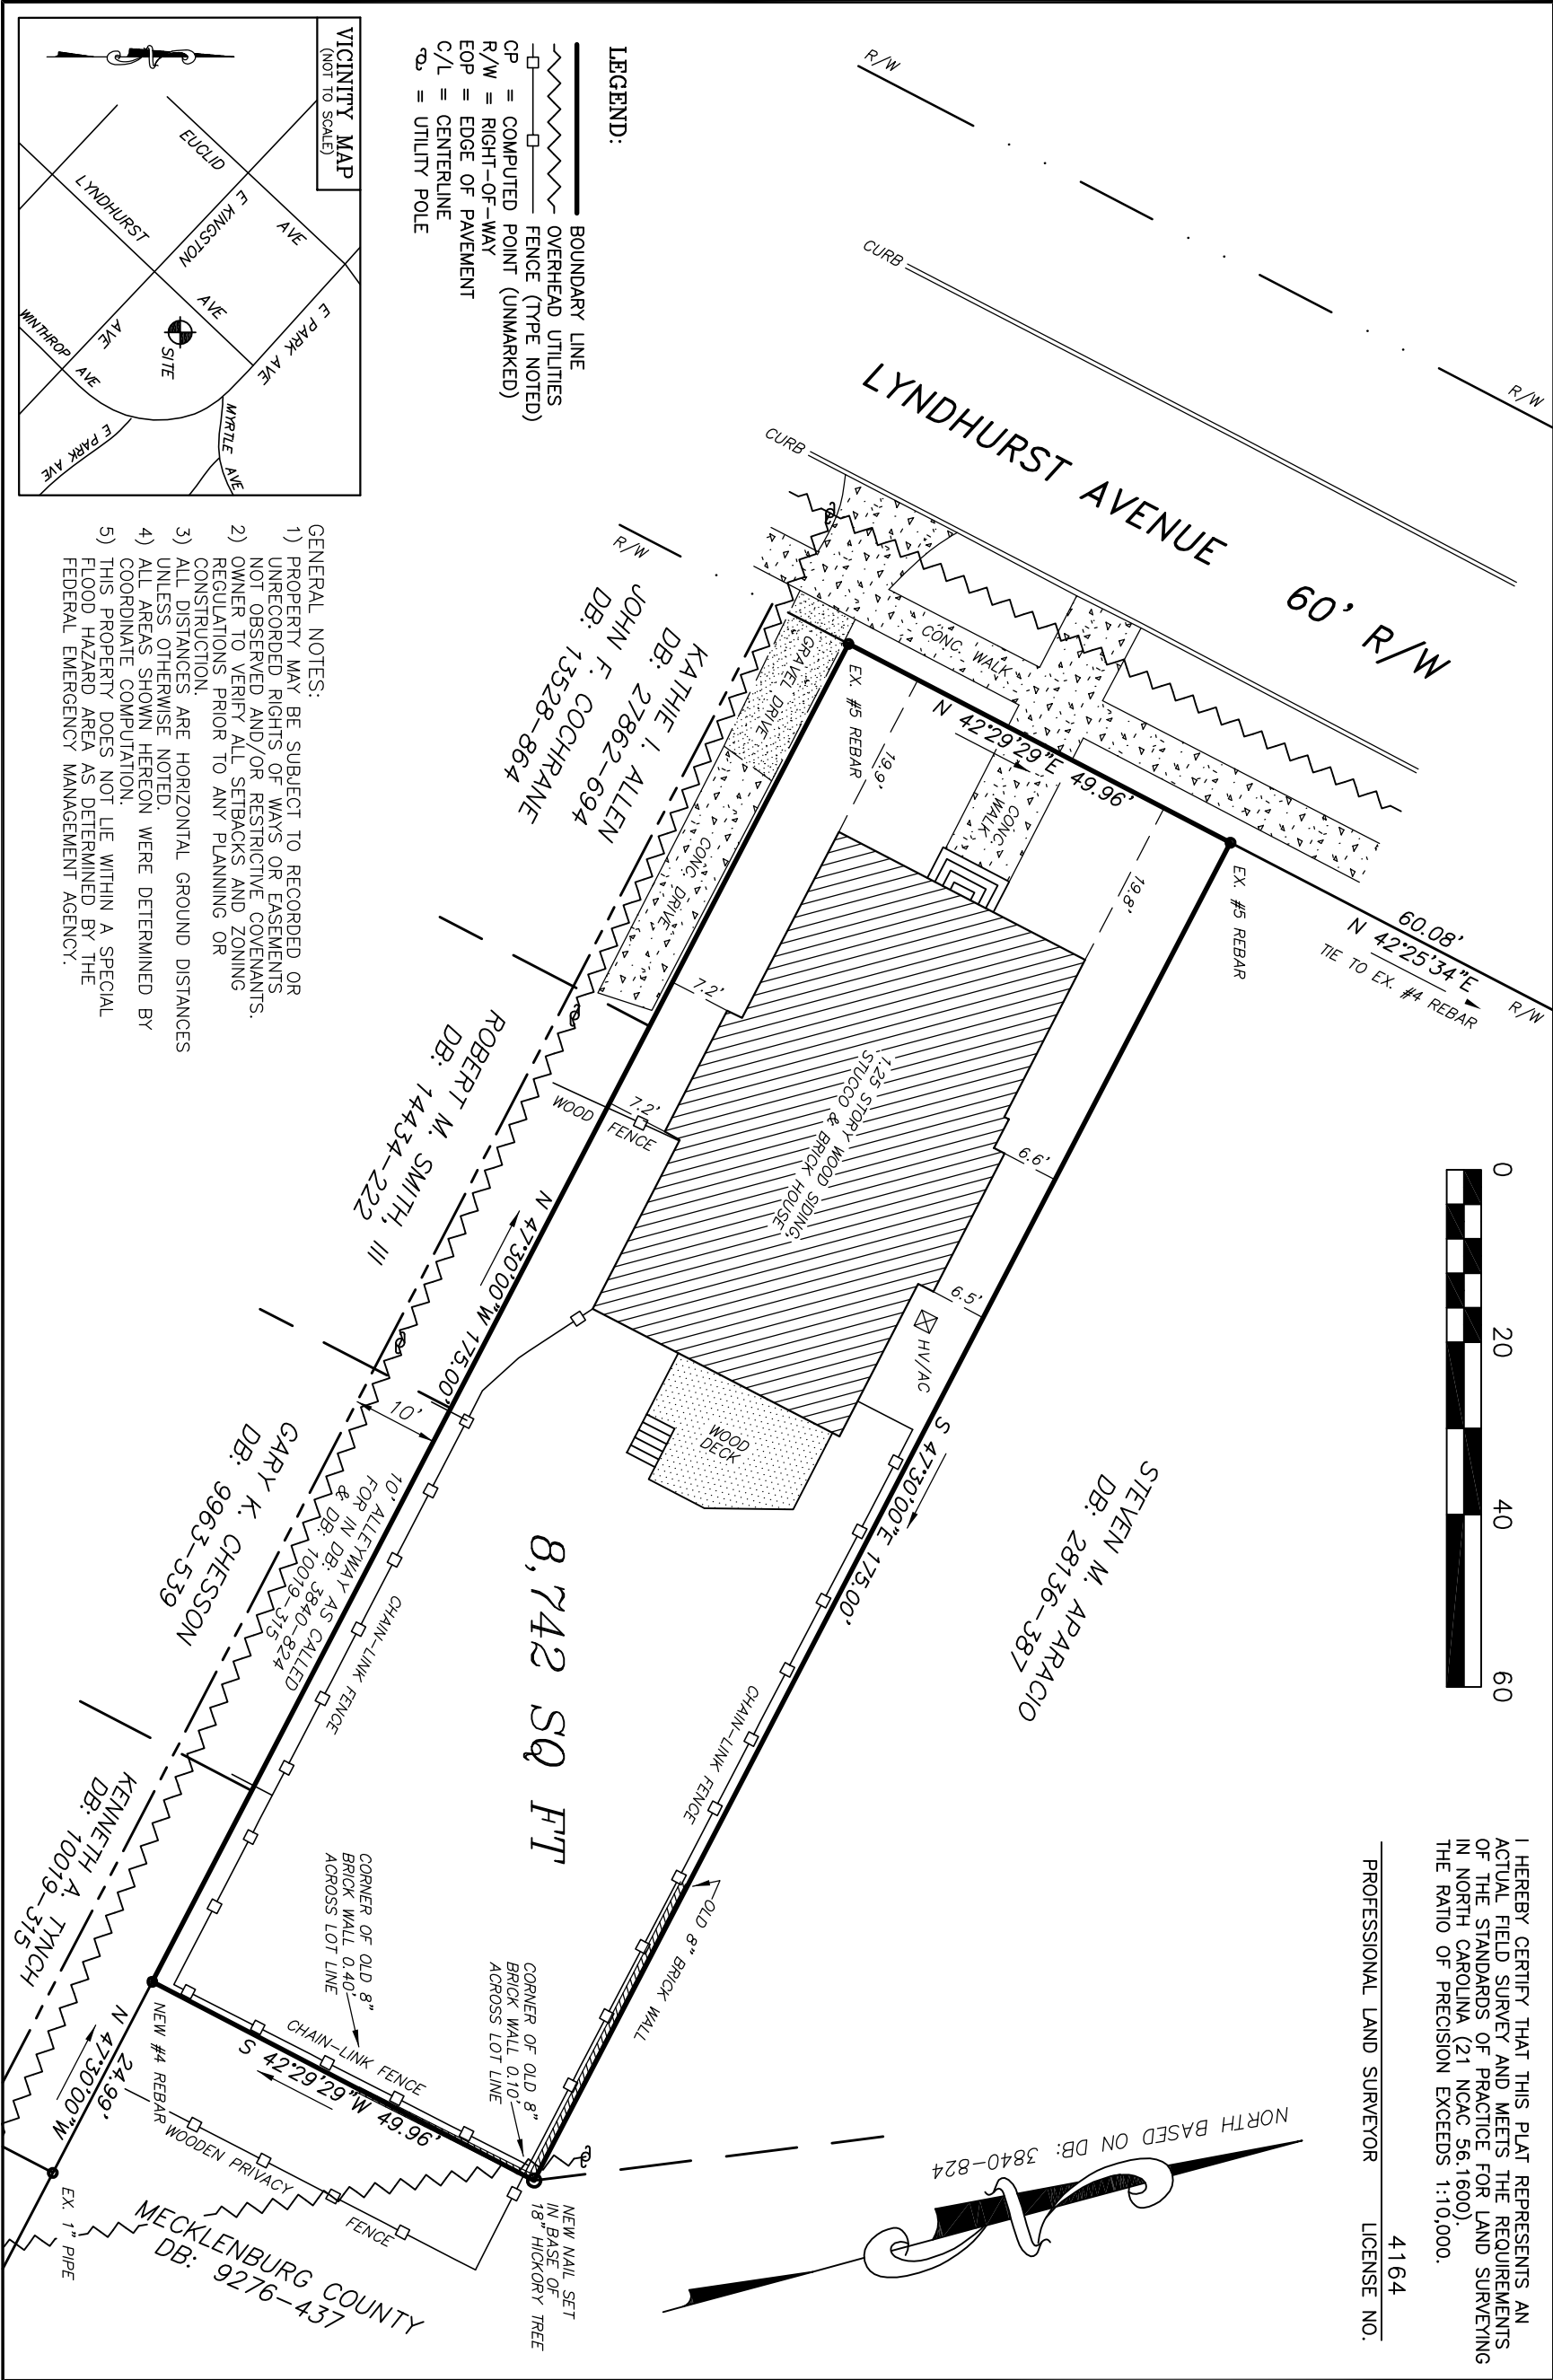 I HEREBY CERTIFY THAT THIS PLAT REPRESENTS AN
ACTUAL FIELD SURVEY AND MEETS THE REQUIREMENTS
OF THE STANDARDS OF PRACTICE FOR LAND SURVEYING
IN NORTH CAROLINA (21 NCAC 56.1600).
THE RATIO OF PRECISION EXCEEDS 1:10,000.
4164
PROFESSIONAL LAND SURVEYOR LICENSE NO.
0 20 40 60
R/W
R/W
CURB
LYNDHURST AVENUE 60' R/W
CURB
60.08'
N 42°25'34"E
TIE TO EX. #4 REBAR
R/W
EX. #5 REBAR
N 42°29'29"E 49.96'
CONC. WALK
CONC
WALK
EX. #5 REBAR
19.9'
19.8'
R/W
GRAVEL DRIVE
CONC. DRIVE
7.2'
7.2'
WOOD FENCE
6.6'
6.5'
1.25 STORY WOOD SIDING,
STUCCO & BRICK HOUSE.
HV/AC
WOOD
DECK
S 47°30'00"E 175.00'
STEVEN M. APARACIO
DB: 28136-387
CHAIN-LINK FENCE
OLD 8" BRICK WALL
8,742 SQ FT
N 47°30'00"W 175.00'
10'
CHAIN-LINK FENCE
10' ALLEYWAY AS CALLED
FOR IN DB: 3840-824
& DB: 10019-315
KATHIE I. ALLEN
DB: 27862-694
JOHN F. COCHRANE
DB: 13528-864
ROBERT M. SMITH, III
DB: 14434-222
GARY K. CHESSON
DB: 9963-539
KENNETH A. TYNCH
DB: 10019-315
CORNER OF OLD 8"
BRICK WALL 0.10'
ACROSS LOT LINE
CORNER OF OLD 8"
BRICK WALL 0.40'
ACROSS LOT LINE
CHAIN-LINK FENCE
S 42°29'29"W 49.96'
NEW #4 REBAR
24.99'
N 47°30'00"W
WOODEN PRIVACY
FENCE
EX. 1" PIPE
MECKLENBURG COUNTY
DB: 9276-437
NEW NAIL SET
IN BASE OF
18" HICKORY TREE
NORTH BASED ON DB: 3840-824
N
LEGEND:
BOUNDARY LINE
OVERHEAD UTILITIES
FENCE (TYPE NOTED)
CP = COMPUTED POINT (UNMARKED)
R/W = RIGHT-OF-WAY
EOP = EDGE OF PAVEMENT
C/L = CENTERLINE
= UTILITY POLE
VICINITY MAP
(NOT TO SCALE)
N
EUCLID AVE
LYNDHURST AVE
E KINGSTON AVE
E PARK AVE
SITE
WINTHROP AVE
MYRTLE AVE
E PARK AVE
GENERAL NOTES:
1) PROPERTY MAY BE SUBJECT TO RECORDED OR
UNRECORDED RIGHTS OF WAYS OR EASEMENTS
NOT OBSERVED AND/OR RESTRICTIVE COVENANTS.
2) OWNER TO VERIFY ALL SETBACKS AND ZONING
REGULATIONS PRIOR TO ANY PLANNING OR
CONSTRUCTION.
3) ALL DISTANCES ARE HORIZONTAL GROUND DISTANCES
UNLESS OTHERWISE NOTED.
4) ALL AREAS SHOWN HEREON WERE DETERMINED BY
COORDINATE COMPUTATION.
5) THIS PROPERTY DOES NOT LIE WITHIN A SPECIAL
FLOOD HAZARD AREA AS DETERMINED BY THE
FEDERAL EMERGENCY MANAGEMENT AGENCY.